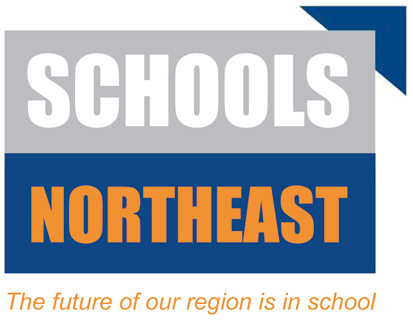 SCHOOLS
NORTHEAST
The future of our region is in school